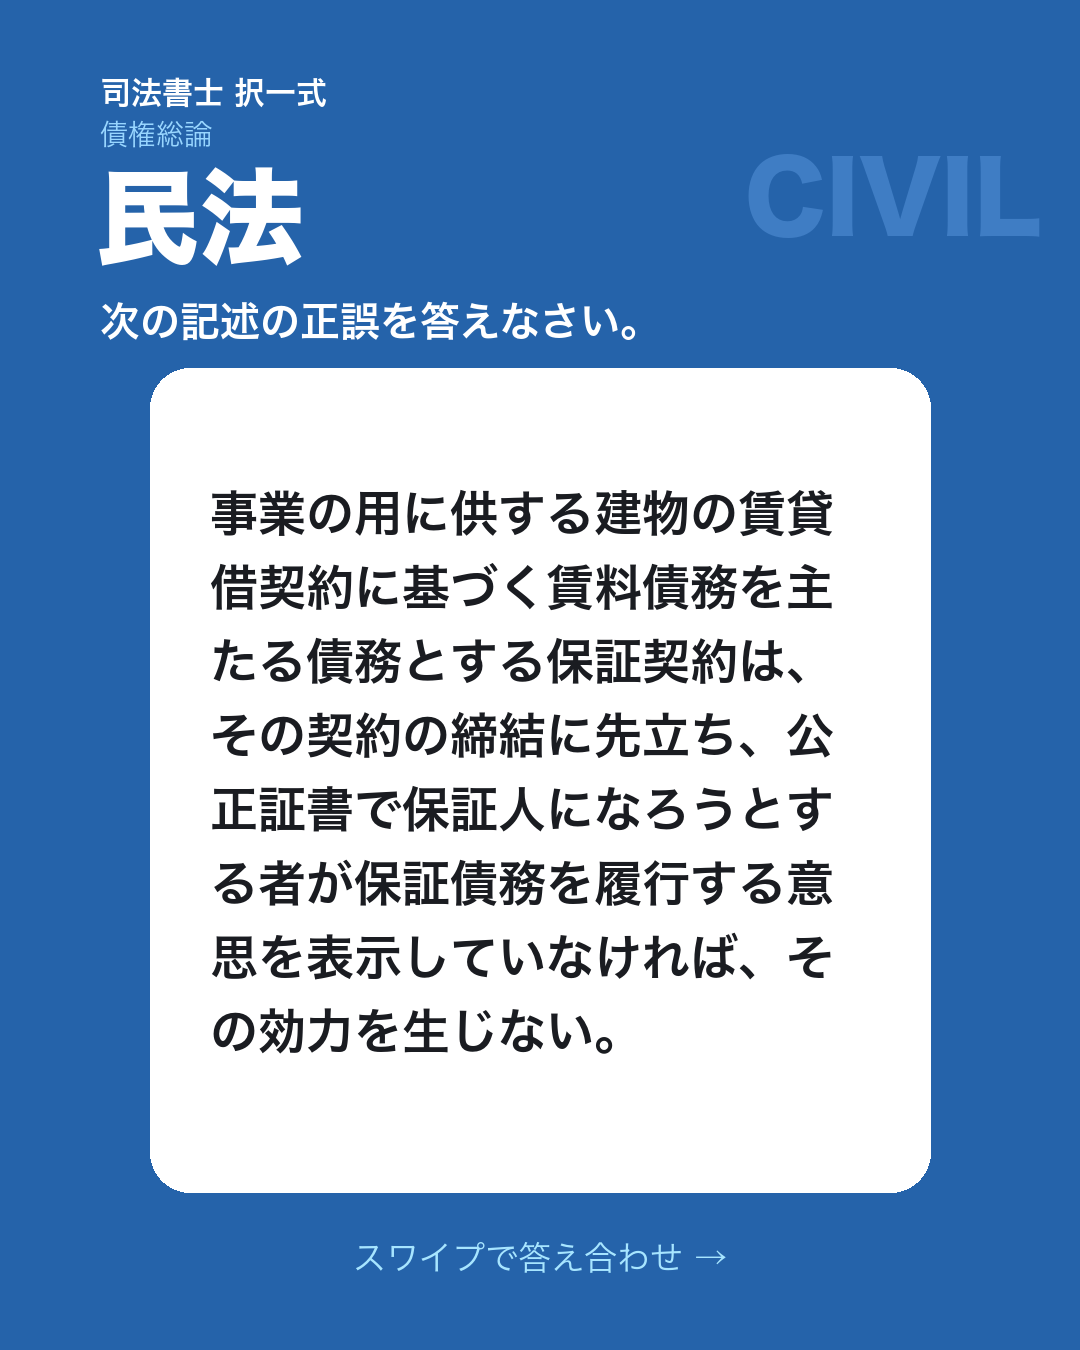 司法書士 択一式
債権総論
民法
CIVIL
次の記述の正誤を答えなさい。
事業の用に供する建物の賃貸
借契約に基づく賃料債務を主
たる債務とする保証契約は、
その契約の締結に先立ち、公
正証書で保証人になろうとす
る者が保証債務を履行する意
思を表示していなければ、そ
の効力を生じない。
スワイプで答え合わせ →